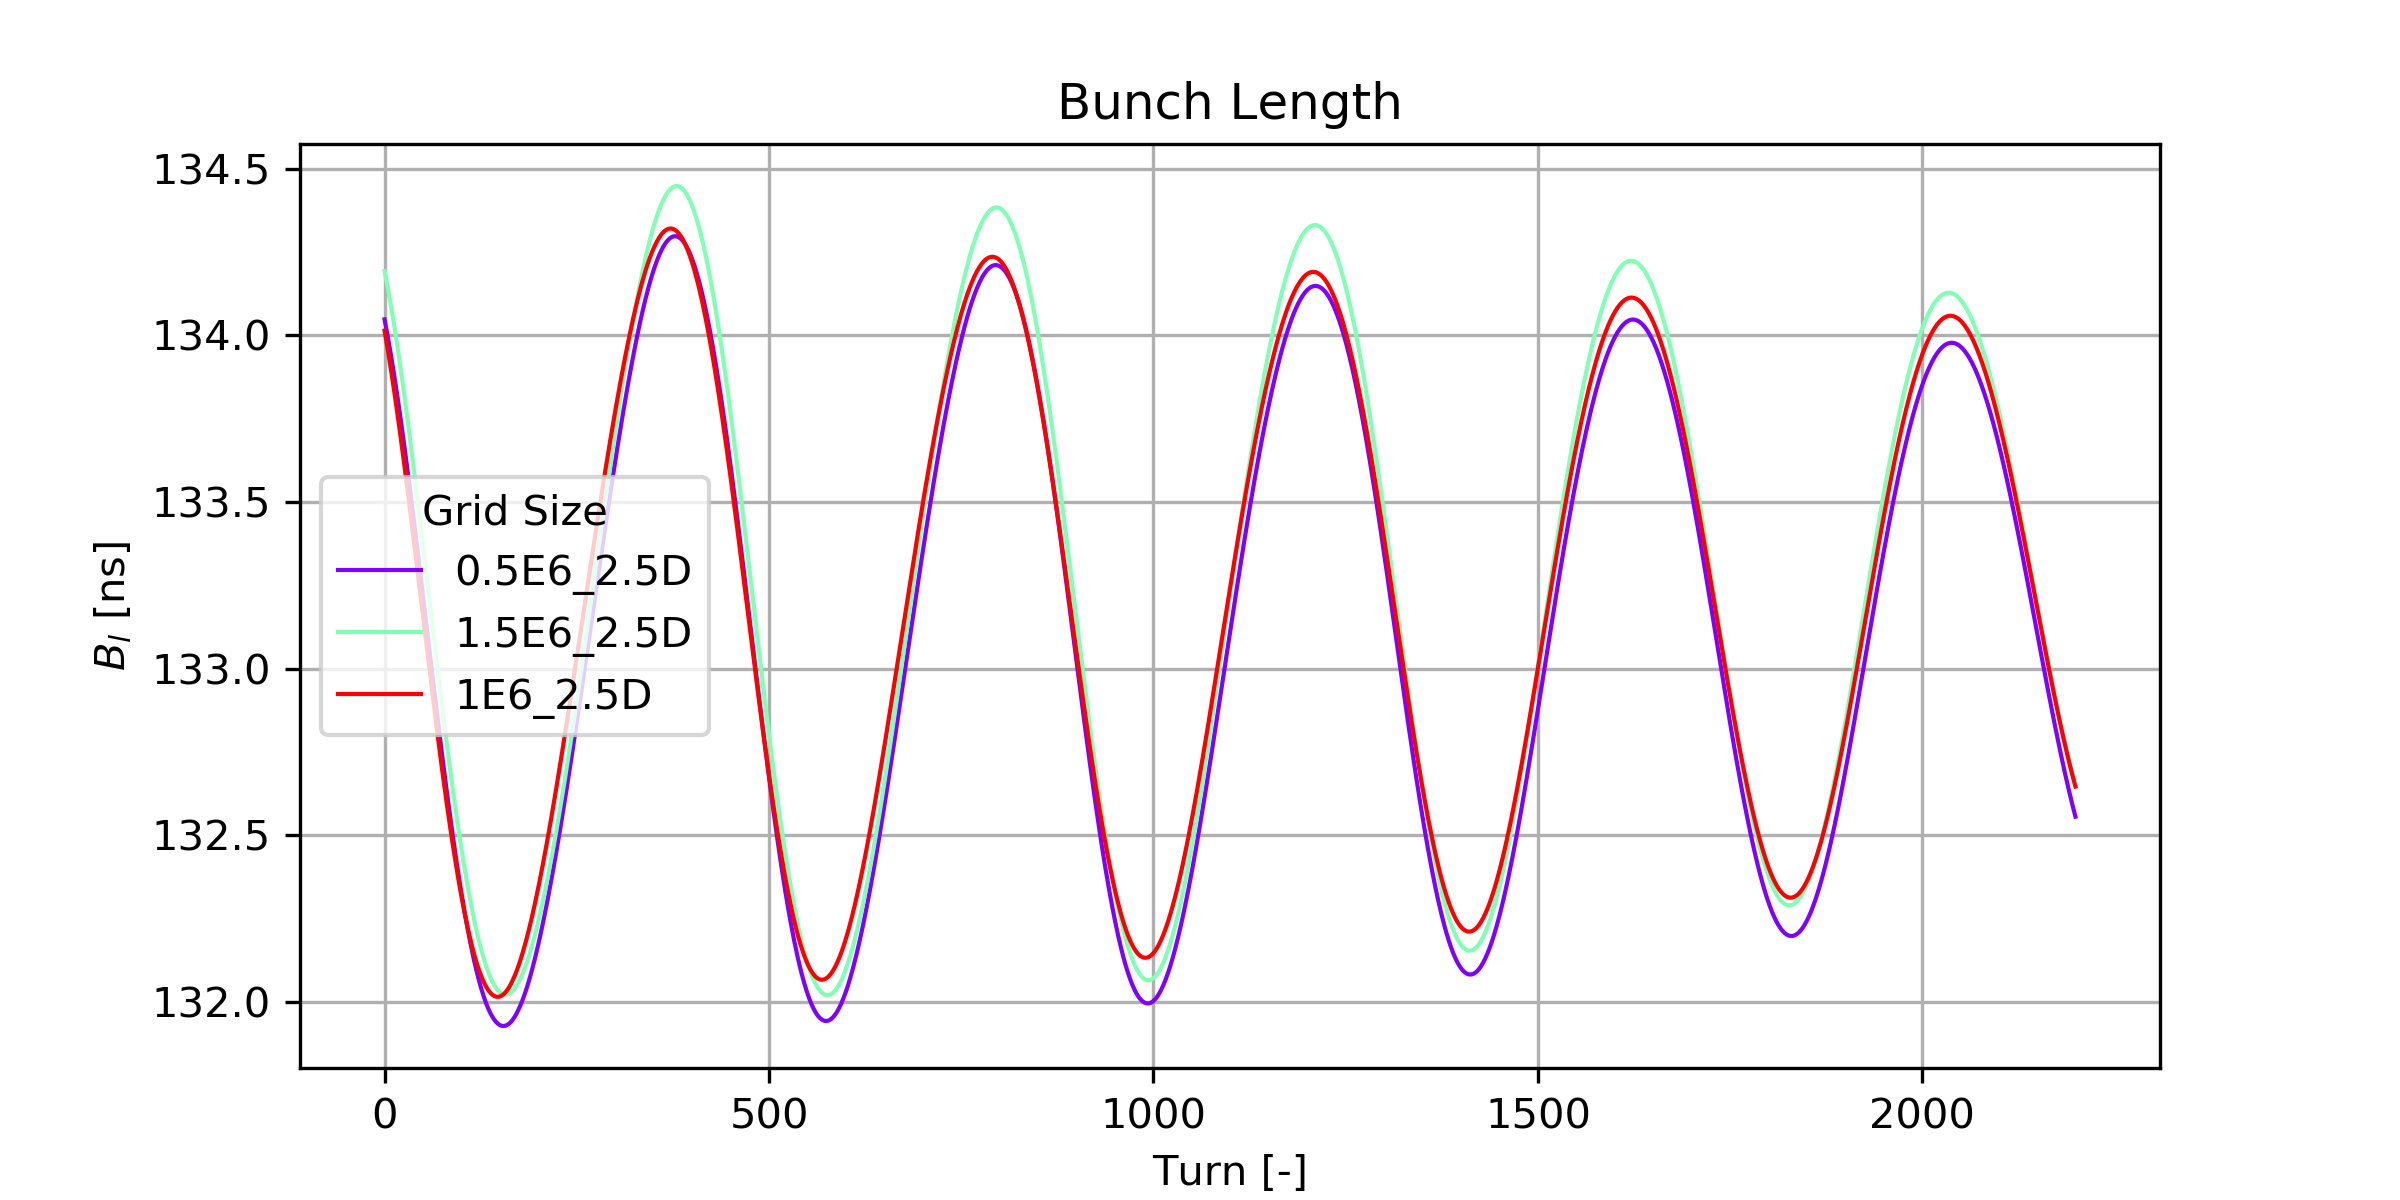 Bunch Length
134.5
134.0
133.5
133.0
132.5
132.0
B_l [ns]
Grid Size
0.5E6_2.5D
1.5E6_2.5D
1E6_2.5D
0 500 1000 1500 2000
Turn [-]